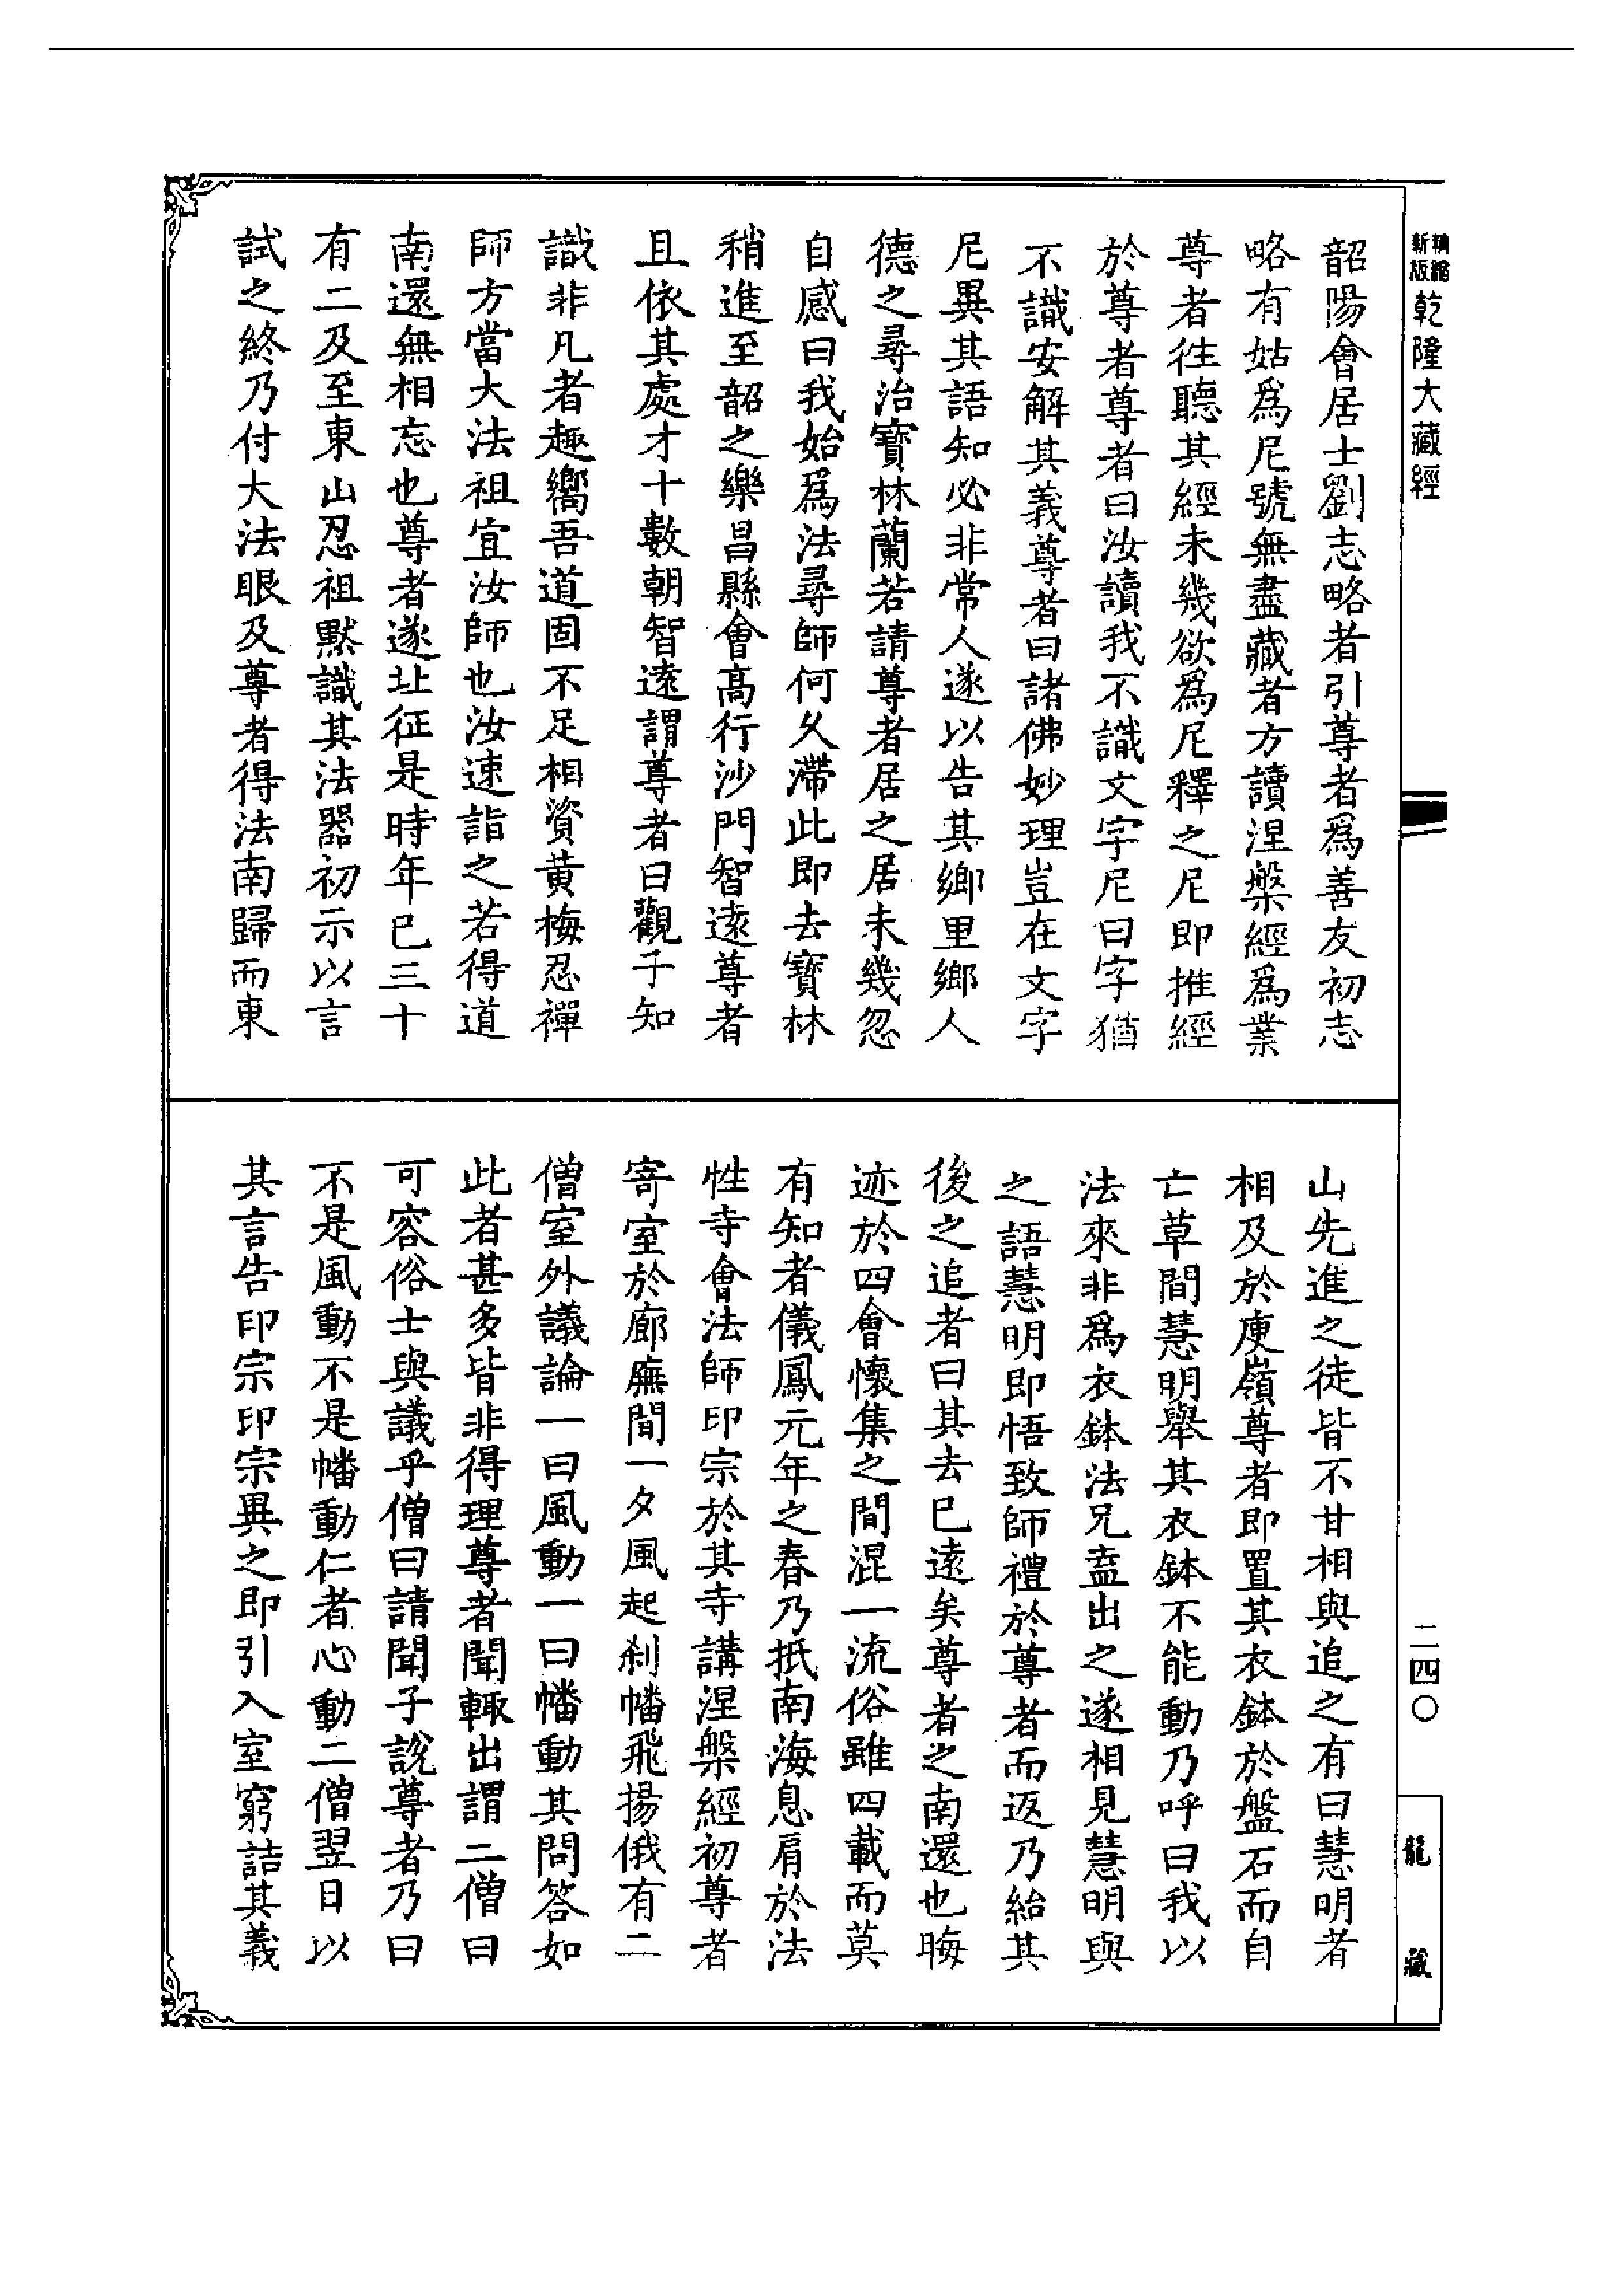 精縮新版乾隆大藏經
韶陽會居士劉志略者引尊者爲善友初志
略有姑爲尼號無盡藏者方讀涅槃經爲業
尊者往聽其經未幾欲爲尼釋之尼即推經
於尊者尊者曰汝讀我不識文字尼曰字猶
不識安解其義尊者曰諸佛妙理豈在文字
尼異其語知必非常人遂以告其鄉里鄉人
德之尋治寶林蘭若請尊者居之居未幾忽
自感曰我始爲法尋師何久滯此即去寶林
稍進至韶之樂昌縣會高行沙門智遠尊者
且依其處才十數朝智遠謂尊者曰觀子知
識非凡者趣嚮吾道固不足相資黄梅忍禪
師方當大法祖宜汝師也汝速詣之若得道
南還無相忘也尊者遂北征是時年已三十
有二及至東山忍祖默識其法器初示以言
試之終乃付大法眼及尊者得法南歸而東
山先進之徒皆不甘相與追之有曰慧明者
相及於庾嶺尊者即置其衣鉢於盤石而自
亡草間慧明舉其衣鉢不能動乃呼曰我以
法來非爲衣鉢法兄盍出之遂相見慧明與
之語慧明即悟致師禮於尊者而返乃紿其
後之追者曰其去已遠矣尊者之南還也晦
迹於四會懷集之間混一流俗雖四載而莫
有知者儀鳳元年之春乃抵南海息肩於法
性寺會法師印宗於其寺講涅槃經初尊者
寄室於廊廡間一夕風起刹幡飛揚俄有二
僧室外議論一曰風動一曰幡動其問答如
此者甚多皆非得理尊者聞輙出謂二僧曰
可容俗士與議乎僧曰請聞子說尊者乃曰
不是風動不是幡動仁者心動二僧翌日以
其言告印宗印宗異之即引入室窮詰其義
二四〇
龍藏